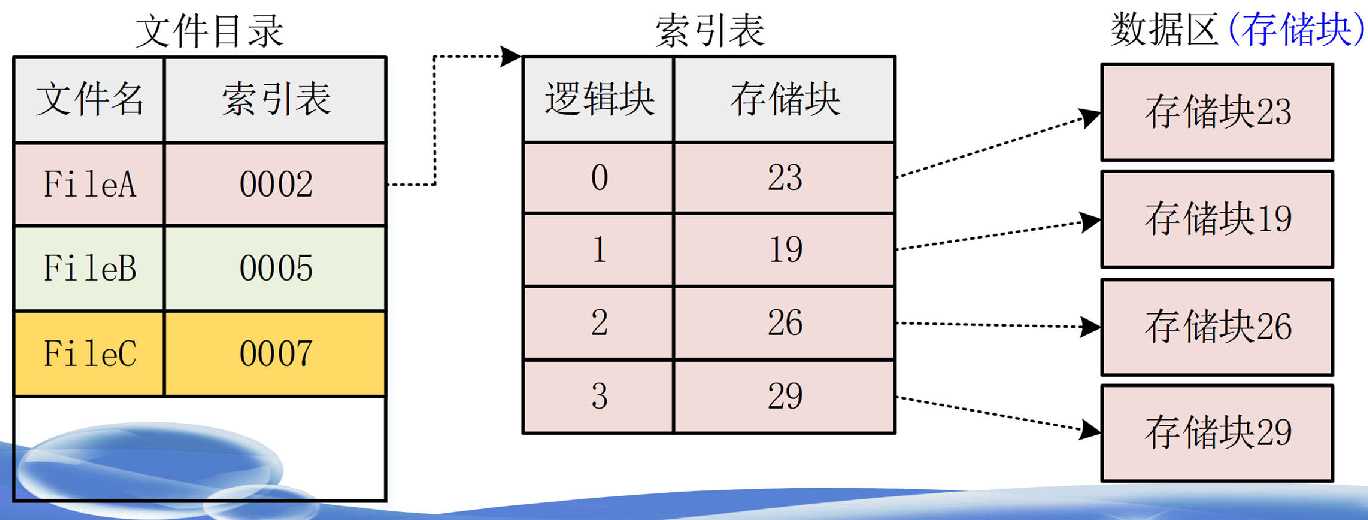 文件目录
文件名 索引表
FileA 0002
FileB 0005
FileC 0007
索引表
逻辑块 存储块
0 23
1 19
2 26
3 29
数据区(存储块)
存储块23
存储块19
存储块26
存储块29